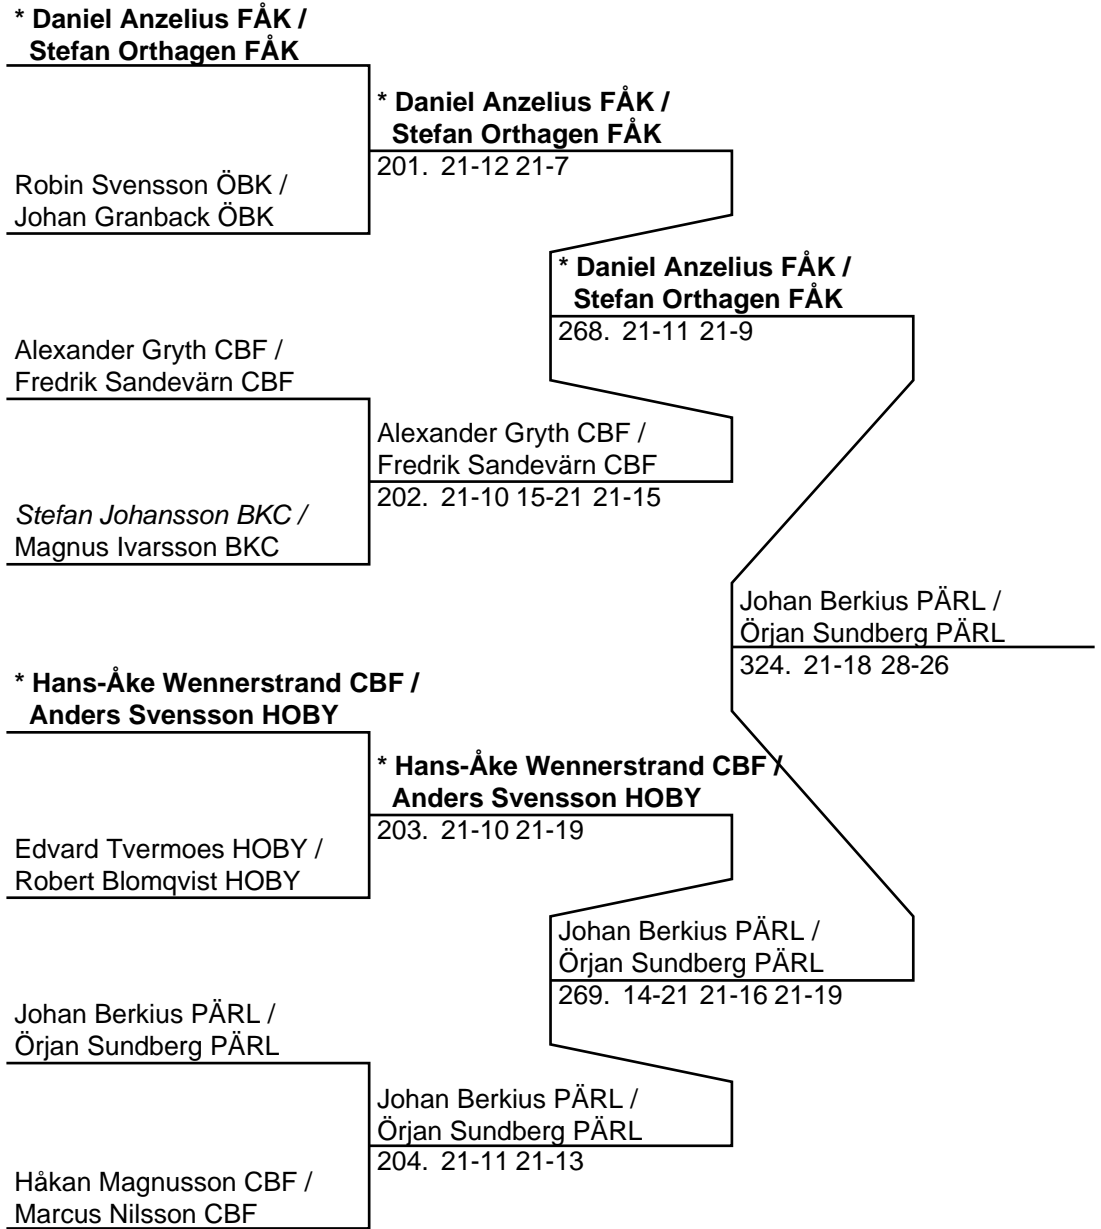 * Daniel Anzelius FÅK /
Stefan Orthagen FÅK
* Daniel Anzelius FÅK /
Stefan Orthagen FÅK
201. 21-12 21-7
Robin Svensson ÖBK /
Johan Granback ÖBK
* Daniel Anzelius FÅK /
Stefan Orthagen FÅK
268. 21-11 21-9
Alexander Gryth CBF /
Fredrik Sandevärn CBF
Alexander Gryth CBF /
Fredrik Sandevärn CBF
202. 21-10 15-21 21-15
Stefan Johansson BKC /
Magnus Ivarsson BKC
Johan Berkius PÄRL /
Örjan Sundberg PÄRL
324. 21-18 28-26
* Hans-Åke Wennerstrand CBF /
Anders Svensson HOBY
* Hans-Åke Wennerstrand CBF /
Anders Svensson HOBY
203. 21-10 21-19
Edvard Tvermoes HOBY /
Robert Blomqvist HOBY
Johan Berkius PÄRL /
Örjan Sundberg PÄRL
269. 14-21 21-16 21-19
Johan Berkius PÄRL /
Örjan Sundberg PÄRL
Johan Berkius PÄRL /
Örjan Sundberg PÄRL
204. 21-11 21-13
Håkan Magnusson CBF /
Marcus Nilsson CBF